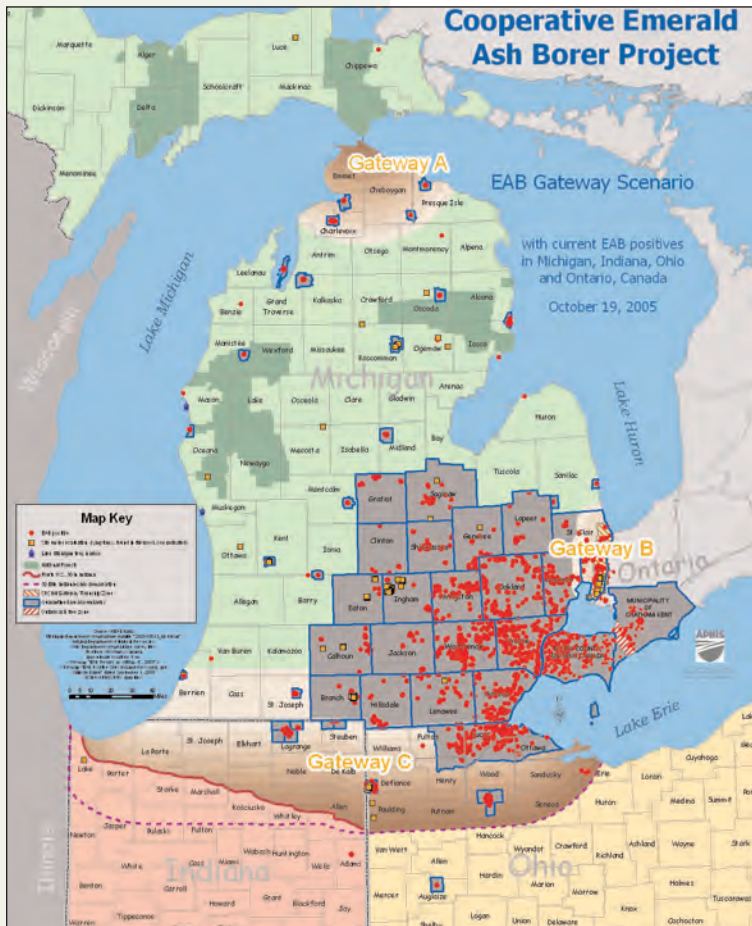 Cooperative Emerald
Ash Borer Project
Marquette
Alger
Luce
Chippewa
Schoolcraft
Mackinac
Dickinson
Delta
Menominee
Gateway A
Emmet
Cheboygan
Presque Isle
EAB Gateway Scenario
with current EAB positives
in Michigan, Indiana, Ohio
and Ontario, Canada
October 19, 2005
Charlevoix
Antrim
Otsego
Montmorency
Alpena
Leelanau
Lake Michigan
Benzie
Grand
Traverse
Kalkaska
Crawford
Oscoda
Alcona
Wisconsin
Manistee
Wexford
Missaukee
Roscommon
Ogemaw
Iosco
Michigan
Arenac
Mason
Lake
Osceola
Clare
Gladwin
Huron
Lake Huron
Oceana
Newaygo
Mecosta
Isabella
Midland
Bay
Tuscola
Sanilac
Montcalm
Gratiot
Saginaw
Muskegon
Lapeer
Genesee
St. Clair
Map Key
EAB positive
National Forests
Kent
Ionia
Clinton
Shiawassee
Gateway B
Ontario
Ottawa
Oakland
Livingston
Allegan
Barry
Eaton
Ingham
MUNICIPALITY
OF
CHATHAM-KENT
APHIS
Van Buren
Kalamazoo
Calhoun
Jackson
Washtenaw
Berrien
Cass
St. Joseph
Branch
Hillsdale
Lenawee
Lake Erie
La Porte
St. Joseph
Elkhart
Lagrange
Steuben
Williams
Fulton
Lucas
Ottawa
Gateway C
Lake
Porter
Noble
De Kalb
Defiance
Henry
Wood
Sandusky
Erie
Lorain
Cuyahoga
Starke
Marshall
Kosciusko
Whitley
Allen
Paulding
Putnam
Seneca
Huron
Medina
Summit
Newton
Jasper
Pulaski
Fulton
Hancock
White
Cass
Miami
Wabash
Huntington
Wells
Adams
Van Wert
Allen
Wyandot
Crawford
Richland
Ashland
Wayne
Stark
Illinois
Indiana
Ohio
Benton
Carroll
Howard
Grant
Blackford
Jay
Mercer
Auglaize
Hardin
Marion
Morrow
Holmes
Knox
Tuscarawas
Warren
Tippecanoe
Shelby
Logan
Union
Delaware
Coshocton